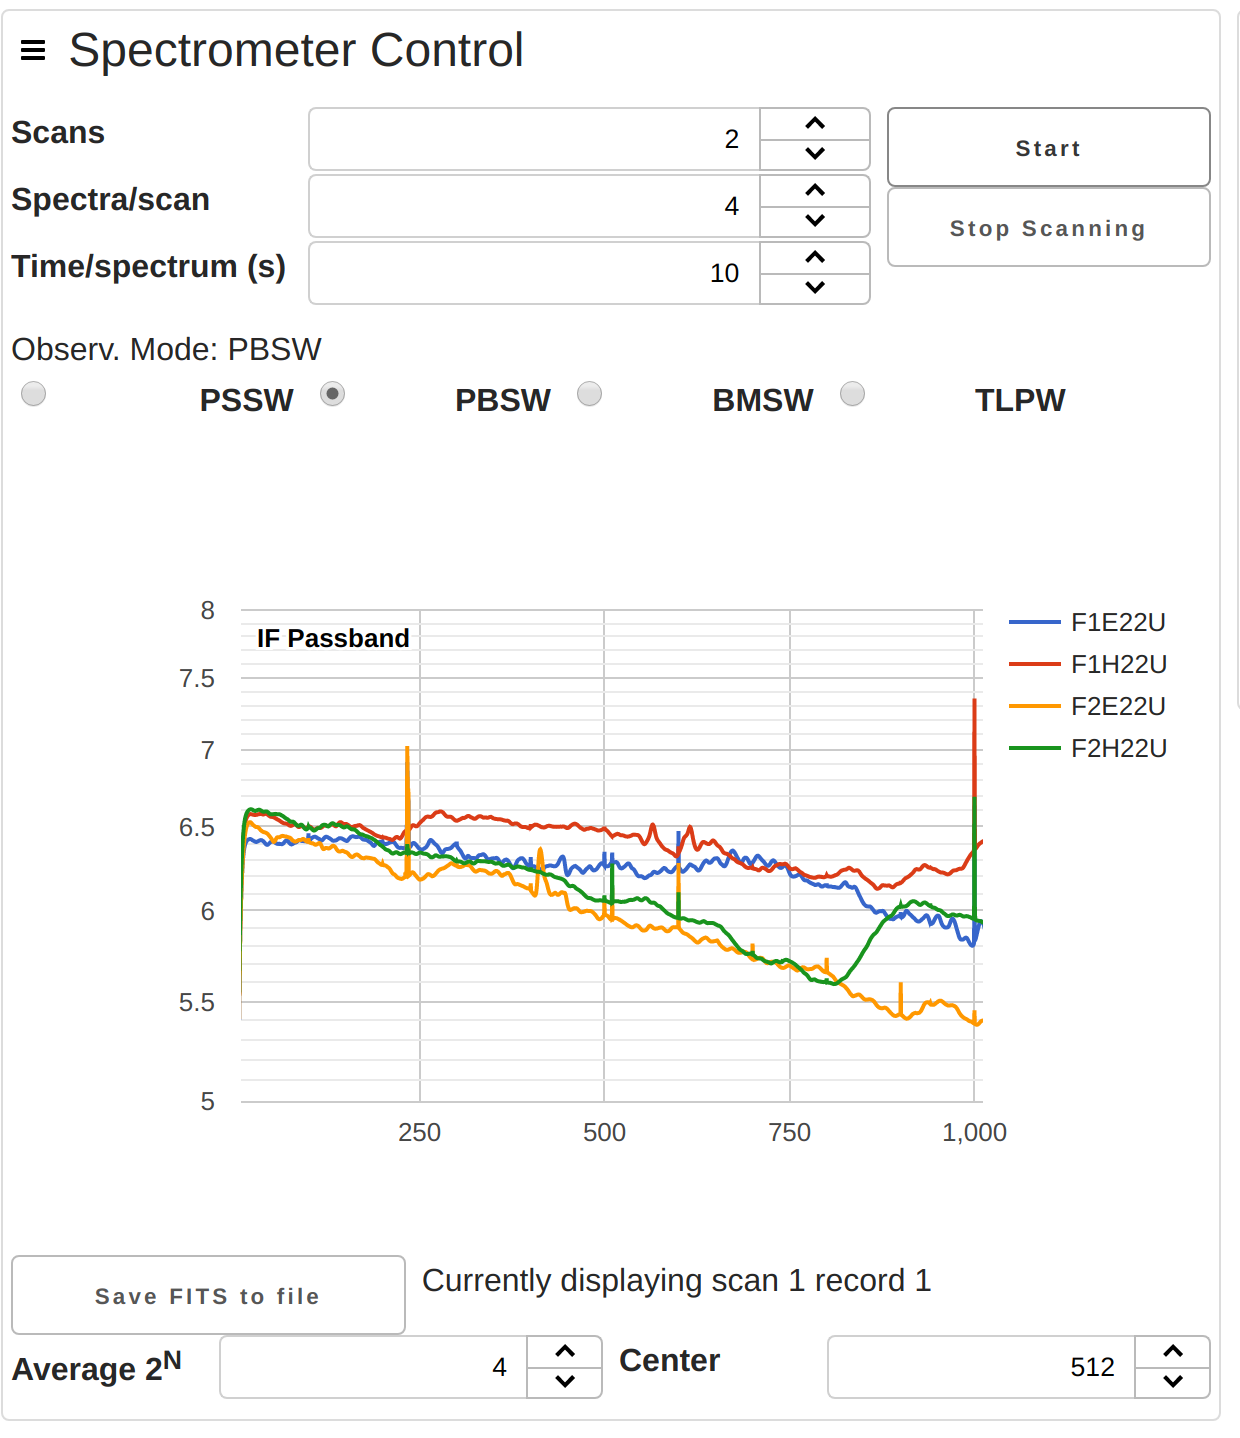 Spectrometer Control
Scans 2 Start
Spectra/scan 4 Stop Scanning
Time/spectrum (s) 10
Observ. Mode: PBSW
PSSW PBSW BMSW TLPW
IF Passband
8
7.5
7
6.5
6
5.5
5
250 500 750 1,000
F1E22U
F1H22U
F2E22U
F2H22U
Save FITS to file Currently displaying scan 1 record 1
Average 2N 4 Center 512